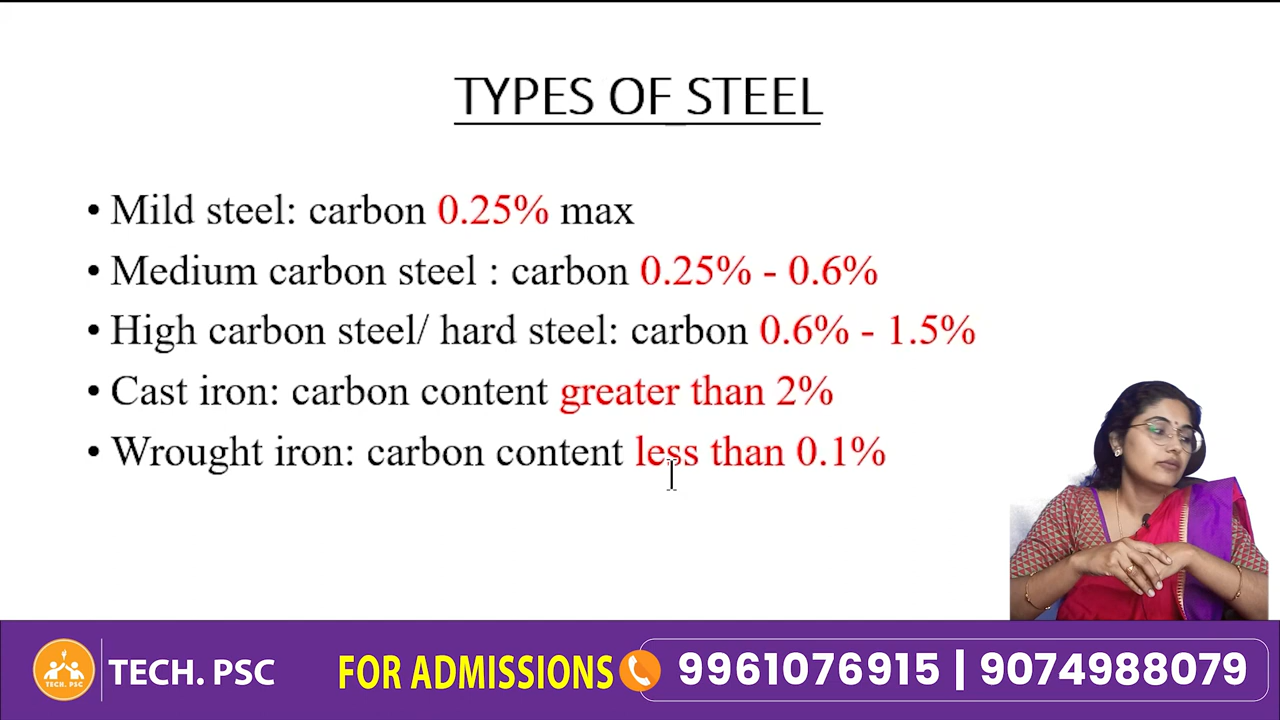 TYPES OF STEEL
• Mild steel: carbon 0.25% max
• Medium carbon steel : carbon 0.25% - 0.6%
• High carbon steel/ hard steel: carbon 0.6% - 1.5%
• Cast iron: carbon content greater than 2%
• Wrought iron: carbon content less than 0.1%
TECH. PSC
TECH. PSC
FOR ADMISSIONS
9961076915 | 9074988079